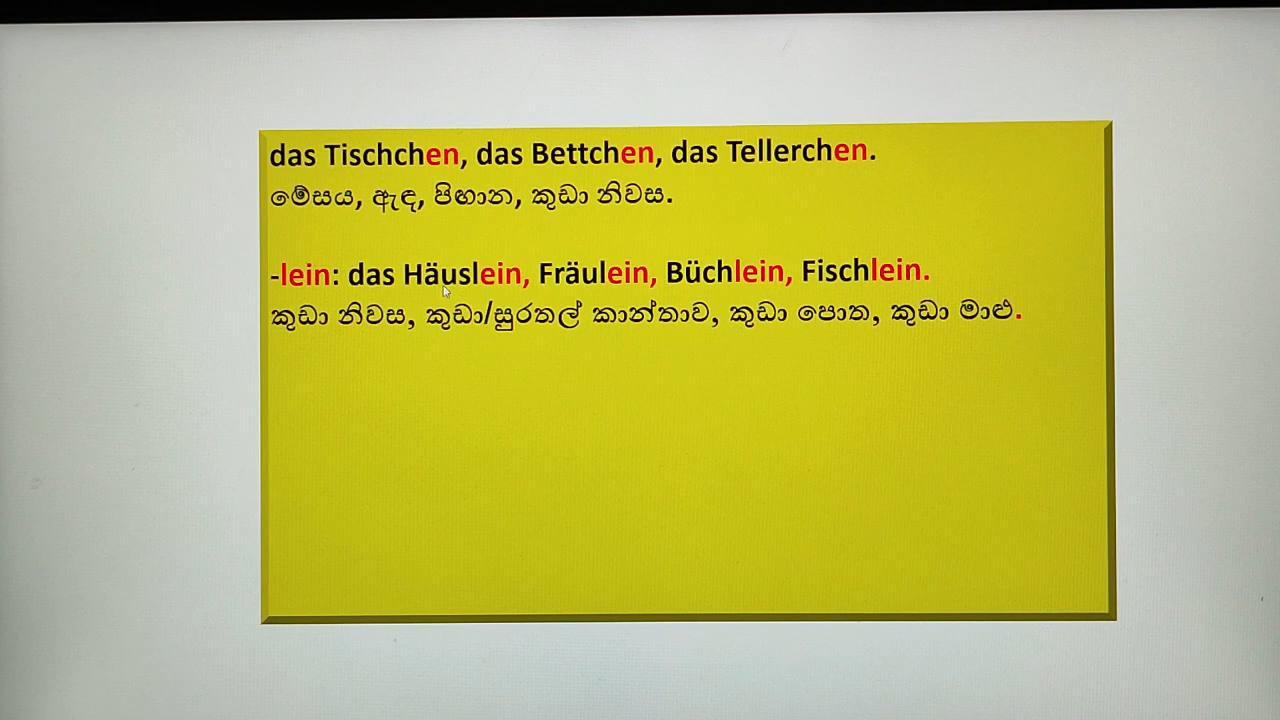 das Tischchen, das Bettchen, das Tellerchen.
මේසය, ඇඳ, පිඟාන, කුඩා නිවස.
-lein: das Häuslein, Fräulein, Büchlein, Fischlein.
කුඩා නිවස, කුඩා/සුරතල් කාන්තාව, කුඩා පොත, කුඩා මාළු.